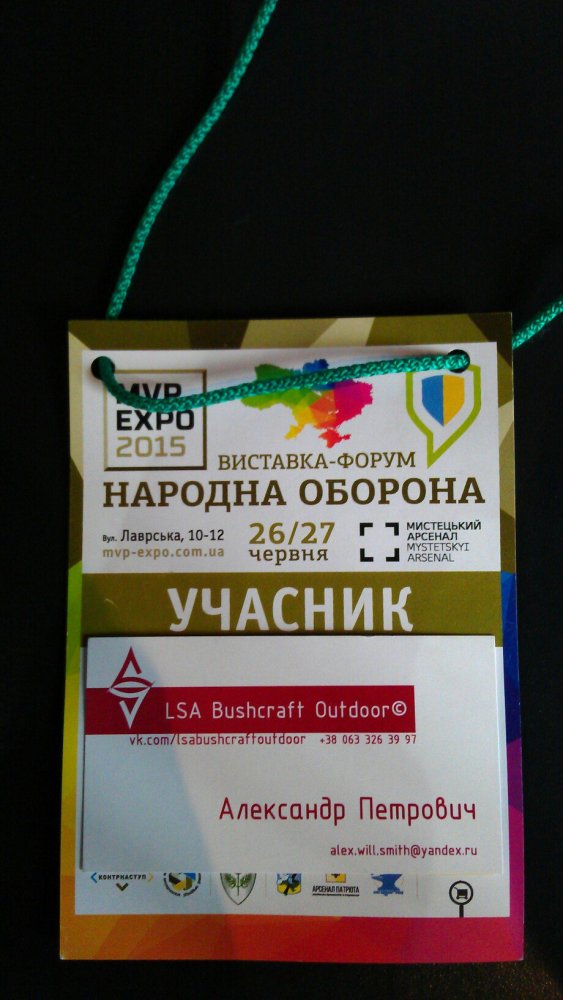 MVP
EXPO
2015
ВИСТАВКА-ФОРУМ
НАРОДНА ОБОРОНА
Вул. Лаврська, 10-12
mvp-expo.com.ua
26/27
червня
МИСТЕЦЬКИЙ
АРСЕНАЛ
MYSTETSKYI
ARSENAL
УЧАСНИК
LSA Bushcraft Outdoor©
vk.com/lsabushcraftoutdoor +38 063 326 39 97
Александр Петрович
alex.will.smith@yandex.ru
КОНТРНАСТУП
АРСЕНАЛ ПАТРІОТА